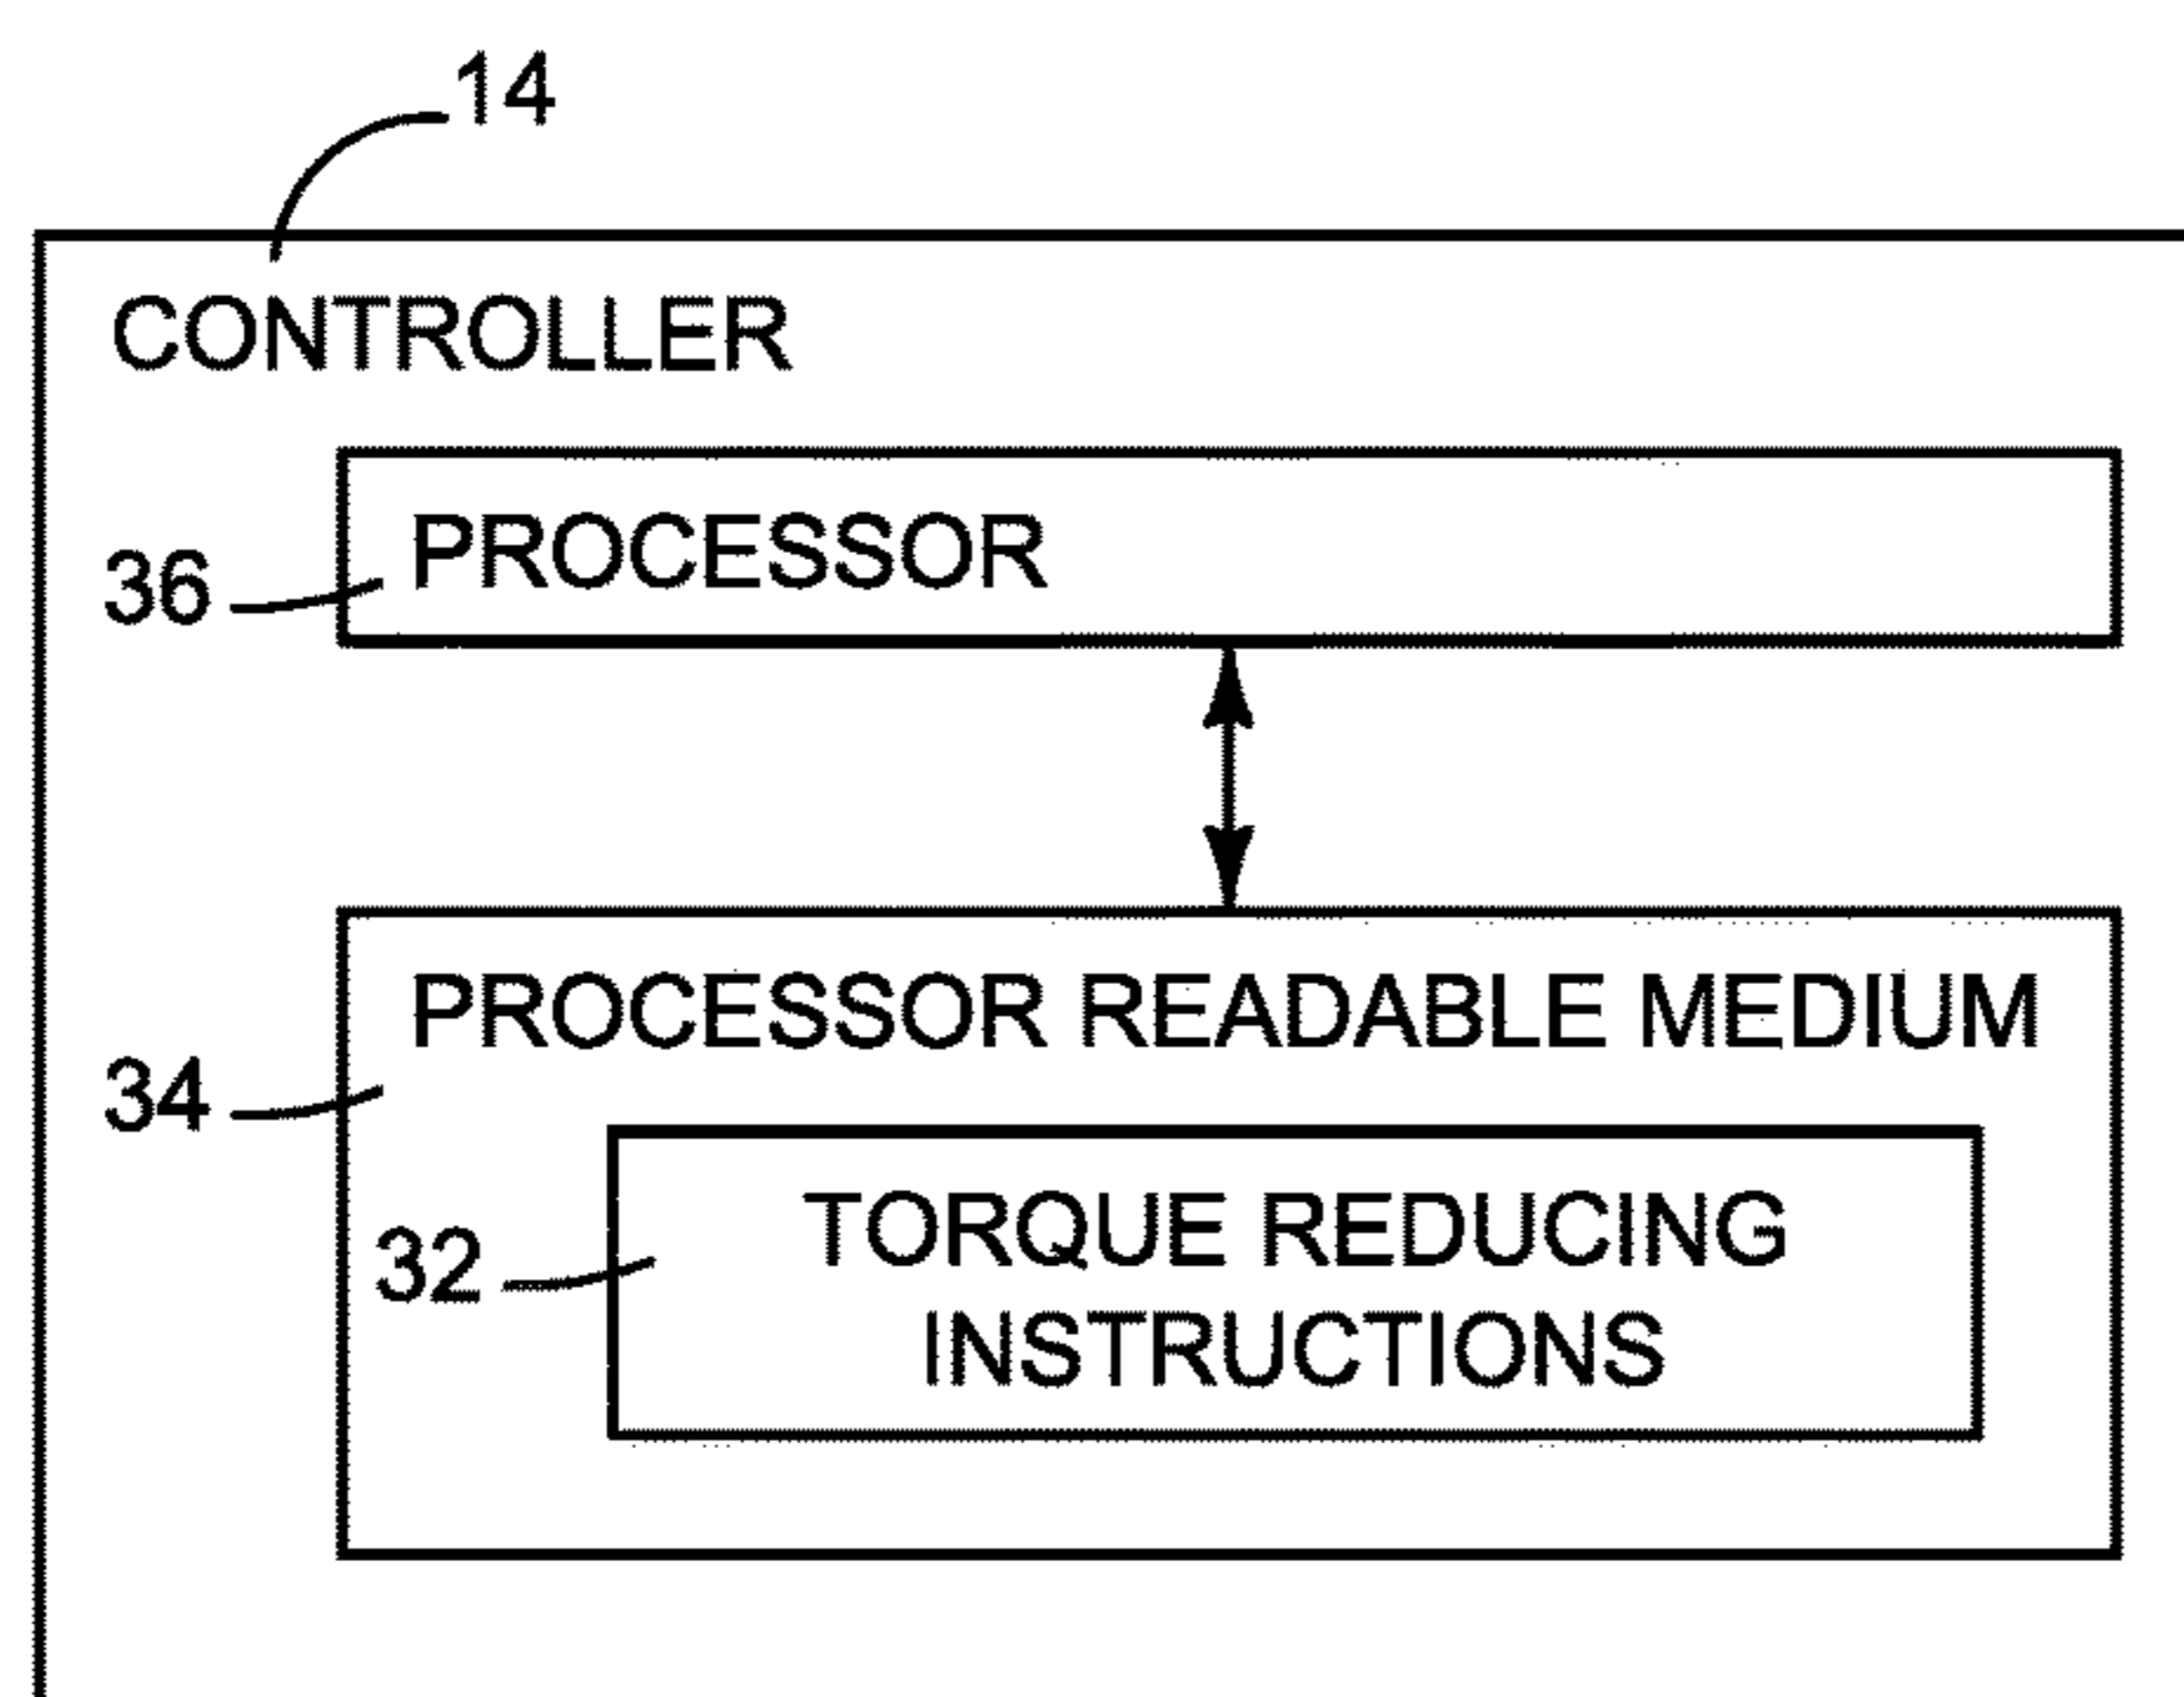 14
CONTROLLER
PROCESSOR
36
PROCESSOR READABLE MEDIUM
34
TORQUE REDUCING
32
INSTRUCTIONS